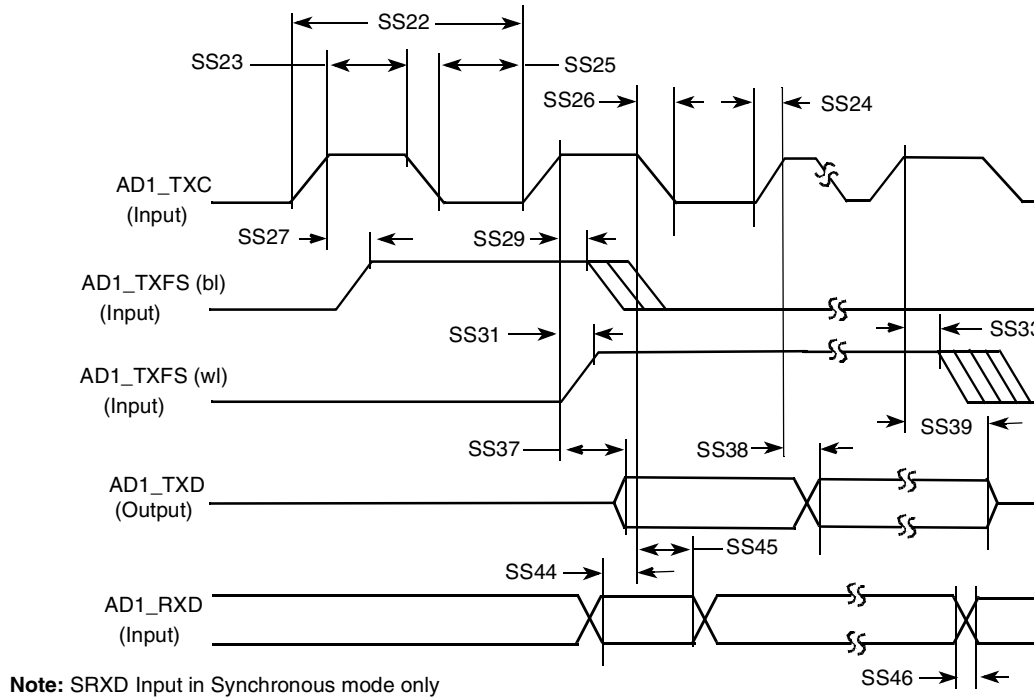 SS22
SS23
SS25
SS26
SS24
AD1_TXC
(Input)
SS27
SS29
AD1_TXFS (bl)
(Input)
SS31
SS33
AD1_TXFS (wl)
(Input)
SS37
SS38
SS39
AD1_TXD
(Output)
SS45
SS44
AD1_RXD
(Input)
SS46
Note: SRXD Input in Synchronous mode only